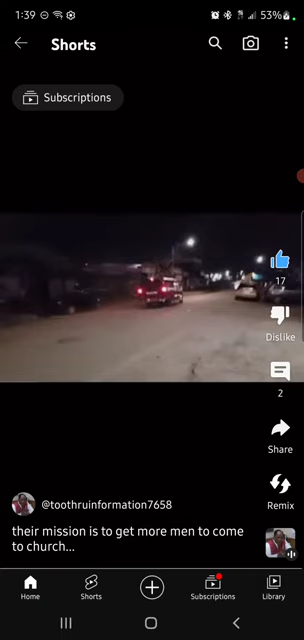 1:39
53%
Shorts
Subscriptions
17
Dislike
2
Share
@toothruinformation7658
Remix
their mission is to get more men to come
to church...
Home
Shorts
Subscriptions
Library